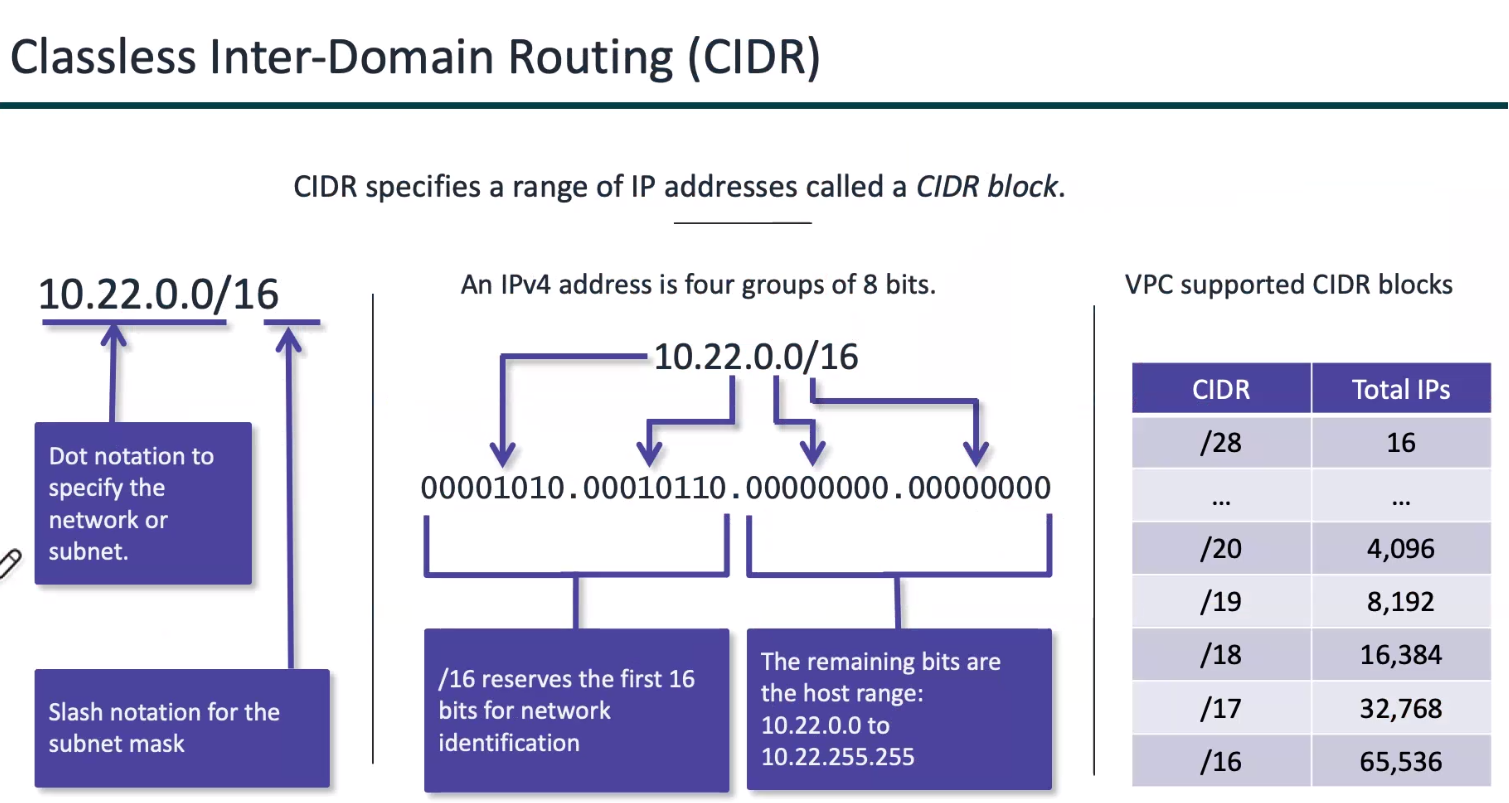 Classless Inter-Domain Routing (CIDR)
CIDR specifies a range of IP addresses called a CIDR block.
10.22.0.0/16
Dot notation to
specify the
network or
subnet.
Slash notation for the
subnet mask
An IPv4 address is four groups of 8 bits.
10.22.0.0/16
00001010.00010110.00000000.00000000
/16 reserves the first 16
bits for network
identification
The remaining bits are
the host range:
10.22.0.0 to
10.22.255.255
VPC supported CIDR blocks
CIDR Total IPs
/28 16
... ...
/20 4,096
/19 8,192
/18 16,384
/17 32,768
/16 65,536